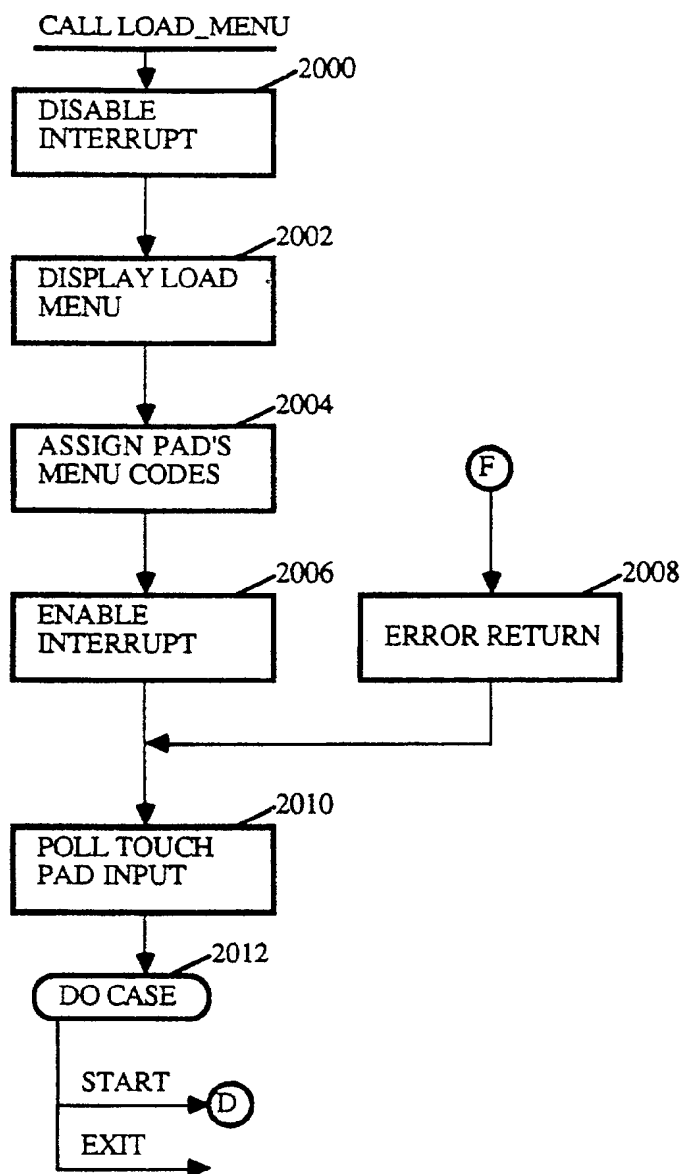 CALL LOAD_MENU
2000
DISABLE
INTERRUPT
2002
DISPLAY LOAD
MENU
2004
ASSIGN PAD'S
MENU CODES
F
2006
ENABLE
INTERRUPT
2008
ERROR RETURN
2010
POLL TOUCH
PAD INPUT
2012
DO CASE
START
D
EXIT